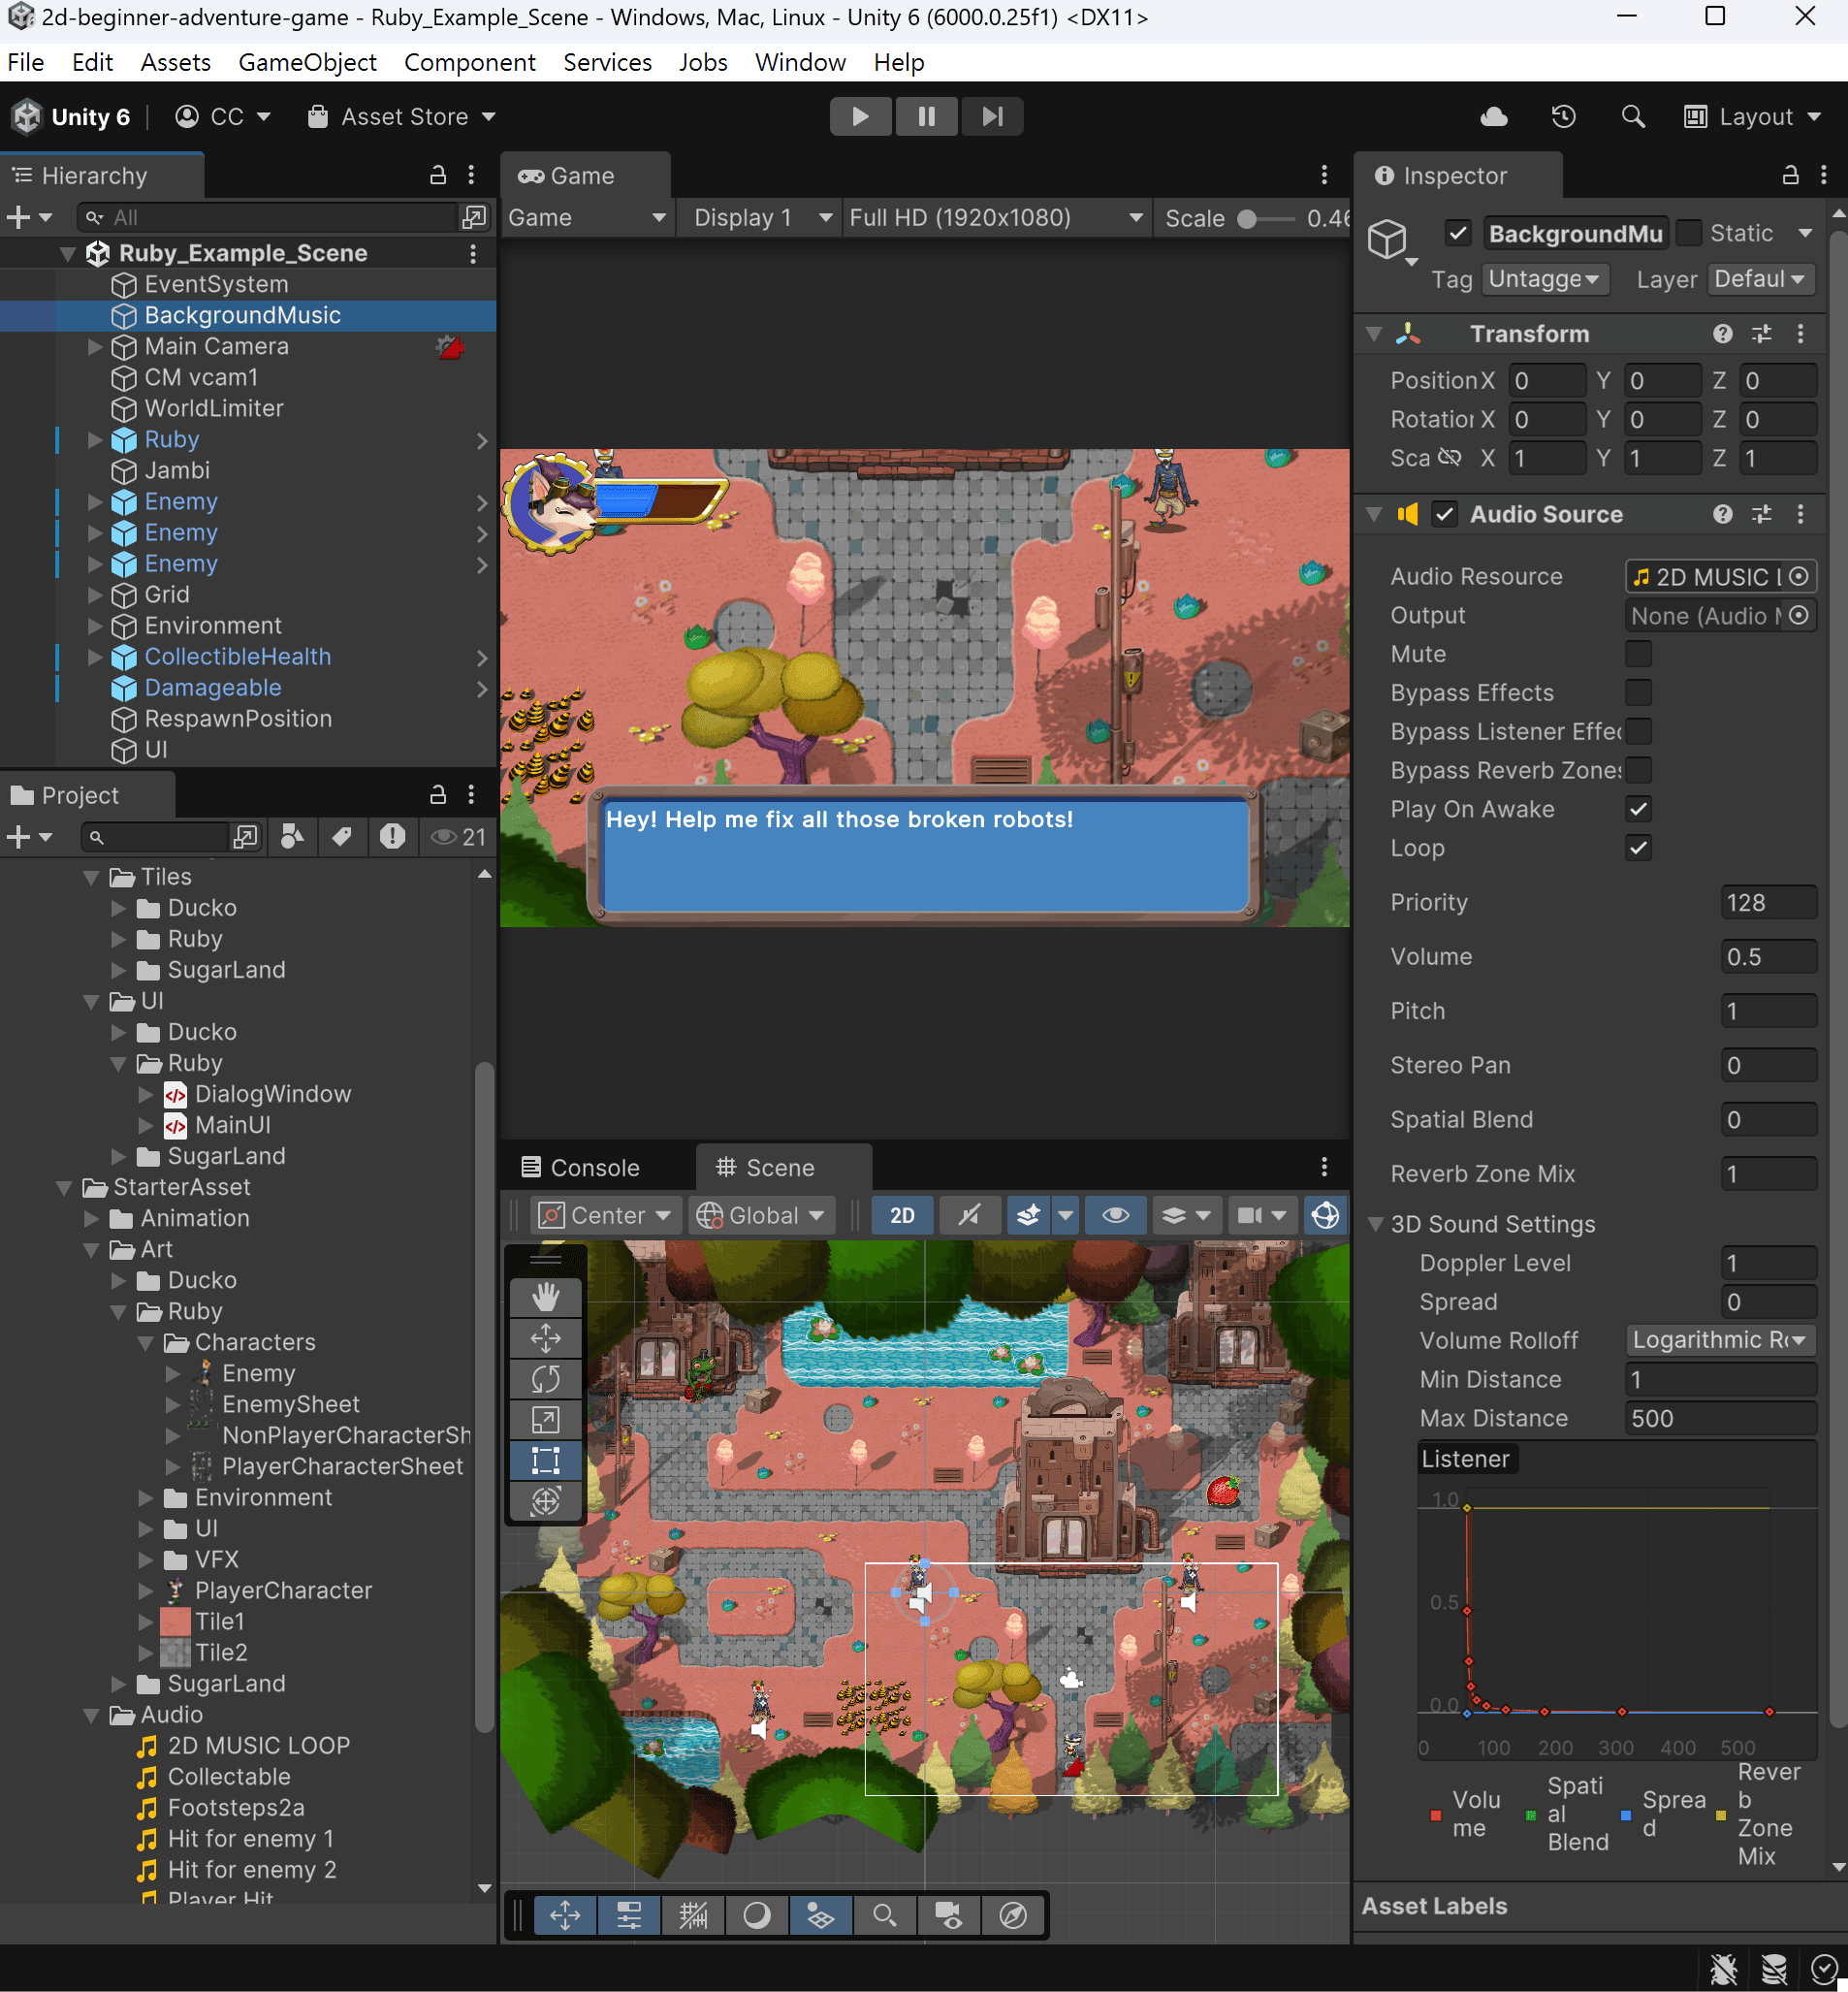 2d-beginner-adventure-game - Ruby_Example_Scene - Windows, Mac, Linux - Unity 6 (6000.0.25f1) <DX11>
File Edit Assets GameObject Component Services Jobs Window Help
Unity 6 CC Asset Store Layout
Hierarchy
All
Ruby_Example_Scene
EventSystem
BackgroundMusic
Main Camera
CM vcam1
WorldLimiter
Ruby
Jambi
Enemy
Enemy
Enemy
Grid
Environment
CollectibleHealth
Damageable
RespawnPosition
UI
Project
21
Tiles
Ducko
Ruby
SugarLand
UI
Ducko
Ruby
DialogWindow
MainUI
SugarLand
StarterAsset
Animation
Art
Ducko
Ruby
Characters
Enemy
EnemySheet
NonPlayerCharacterSh
PlayerCharacterSheet
Environment
UI
VFX
PlayerCharacter
Tile1
Tile2
SugarLand
Audio
2D MUSIC LOOP
Collectable
Footsteps2a
Hit for enemy 1
Hit for enemy 2
Player Hit
Game
Game Display 1 Full HD (1920x1080) Scale 0.46
Hey! Help me fix all those broken robots!
Console Scene
Center Global 2D
Inspector
BackgroundMu Static
Tag Untagge Layer Defaul
Transform
Position X 0 Y 0 Z 0
Rotation X 0 Y 0 Z 0
Sca X 1 Y 1 Z 1
Audio Source
Audio Resource 2D MUSIC L
Output None (Audio M
Mute
Bypass Effects
Bypass Listener Effec
Bypass Reverb Zones
Play On Awake
Loop
Priority 128
Volume 0.5
Pitch 1
Stereo Pan 0
Spatial Blend 0
Reverb Zone Mix 1
3D Sound Settings
Doppler Level 1
Spread 0
Volume Rolloff Logarithmic Ro
Min Distance 1
Max Distance 500
Listener
1.0
0.5
0.0
0 100 200 300 400 500
Volu
me
Spati
al
Blend
Sprea
d
Rever
b
Zone
Mix
Asset Labels